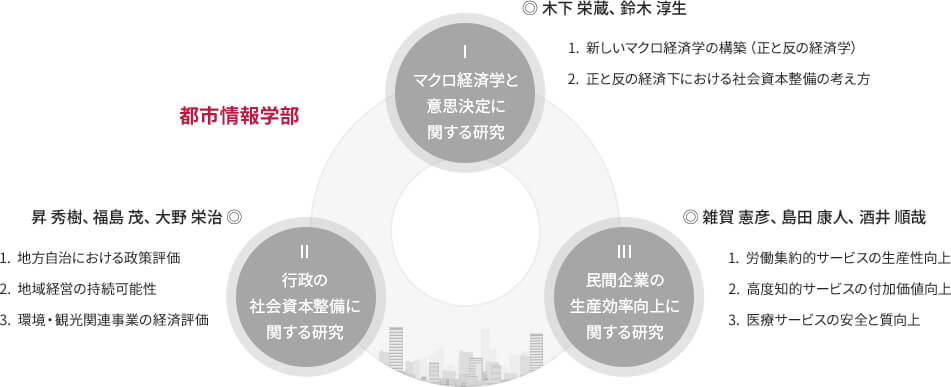 ◎ 木下 栄蔵、鈴木 淳生
I
マクロ経済学と
意思決定に
関する研究
1. 新しいマクロ経済学の構築（正と反の経済学）
2. 正と反の経済下における社会資本整備の考え方
都市情報学部
昇 秀樹、福島 茂、大野 栄治 ◎
1. 地方自治における政策評価
2. 地域経営の持続可能性
3. 環境・観光関連事業の経済評価
II
行政の
社会資本整備に
関する研究
◎ 雑賀 憲彦、島田 康人、酒井 順哉
III
民間企業の
生産効率向上に
関する研究
1. 労働集約的サービスの生産性向上
2. 高度知的サービスの付加価値向上
3. 医療サービスの安全と質向上